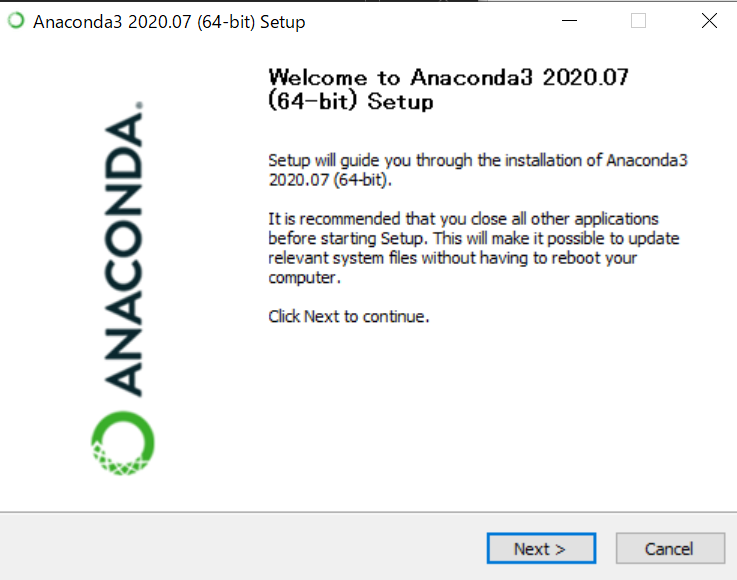 Anaconda3 2020.07 (64-bit) Setup
ANACONDA.
Welcome to Anaconda3 2020.07
(64-bit) Setup
Setup will guide you through the installation of Anaconda3
2020.07 (64-bit).
It is recommended that you close all other applications
before starting Setup. This will make it possible to update
relevant system files without having to reboot your
computer.
Click Next to continue.
Next >
Cancel